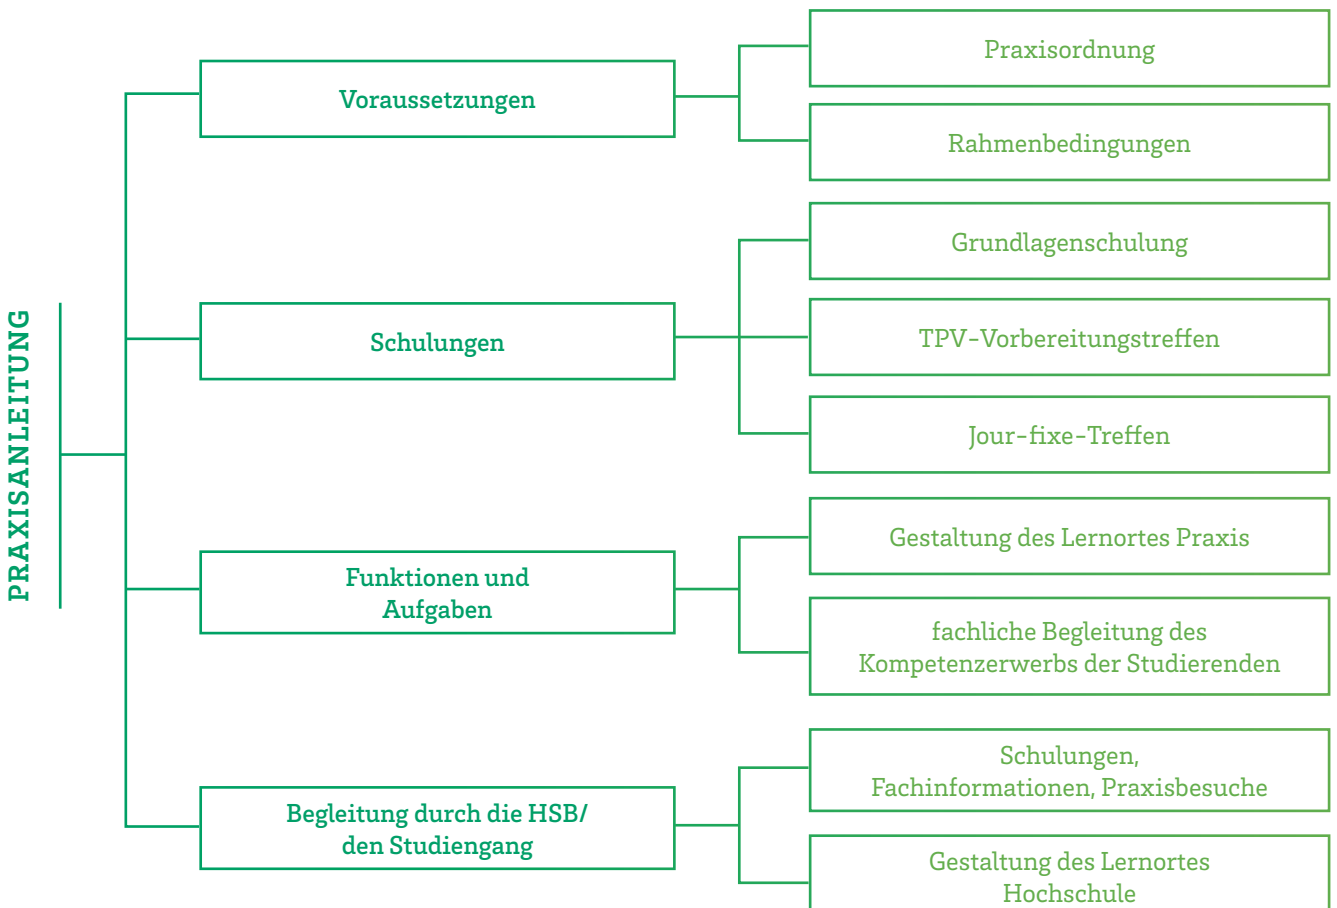 PRAXISANLEITUNG
Voraussetzungen
Praxisordnung
Rahmenbedingungen
Schulungen
Grundlagenschulung
TPV-Vorbereitungstreffen
Jour-fixe-Treffen
Funktionen und
Aufgaben
Gestaltung des Lernortes Praxis
fachliche Begleitung des
Kompetenzerwerbs der Studierenden
Begleitung durch die HSB/
den Studiengang
Schulungen,
Fachinformationen, Praxisbesuche
Gestaltung des Lernortes
Hochschule